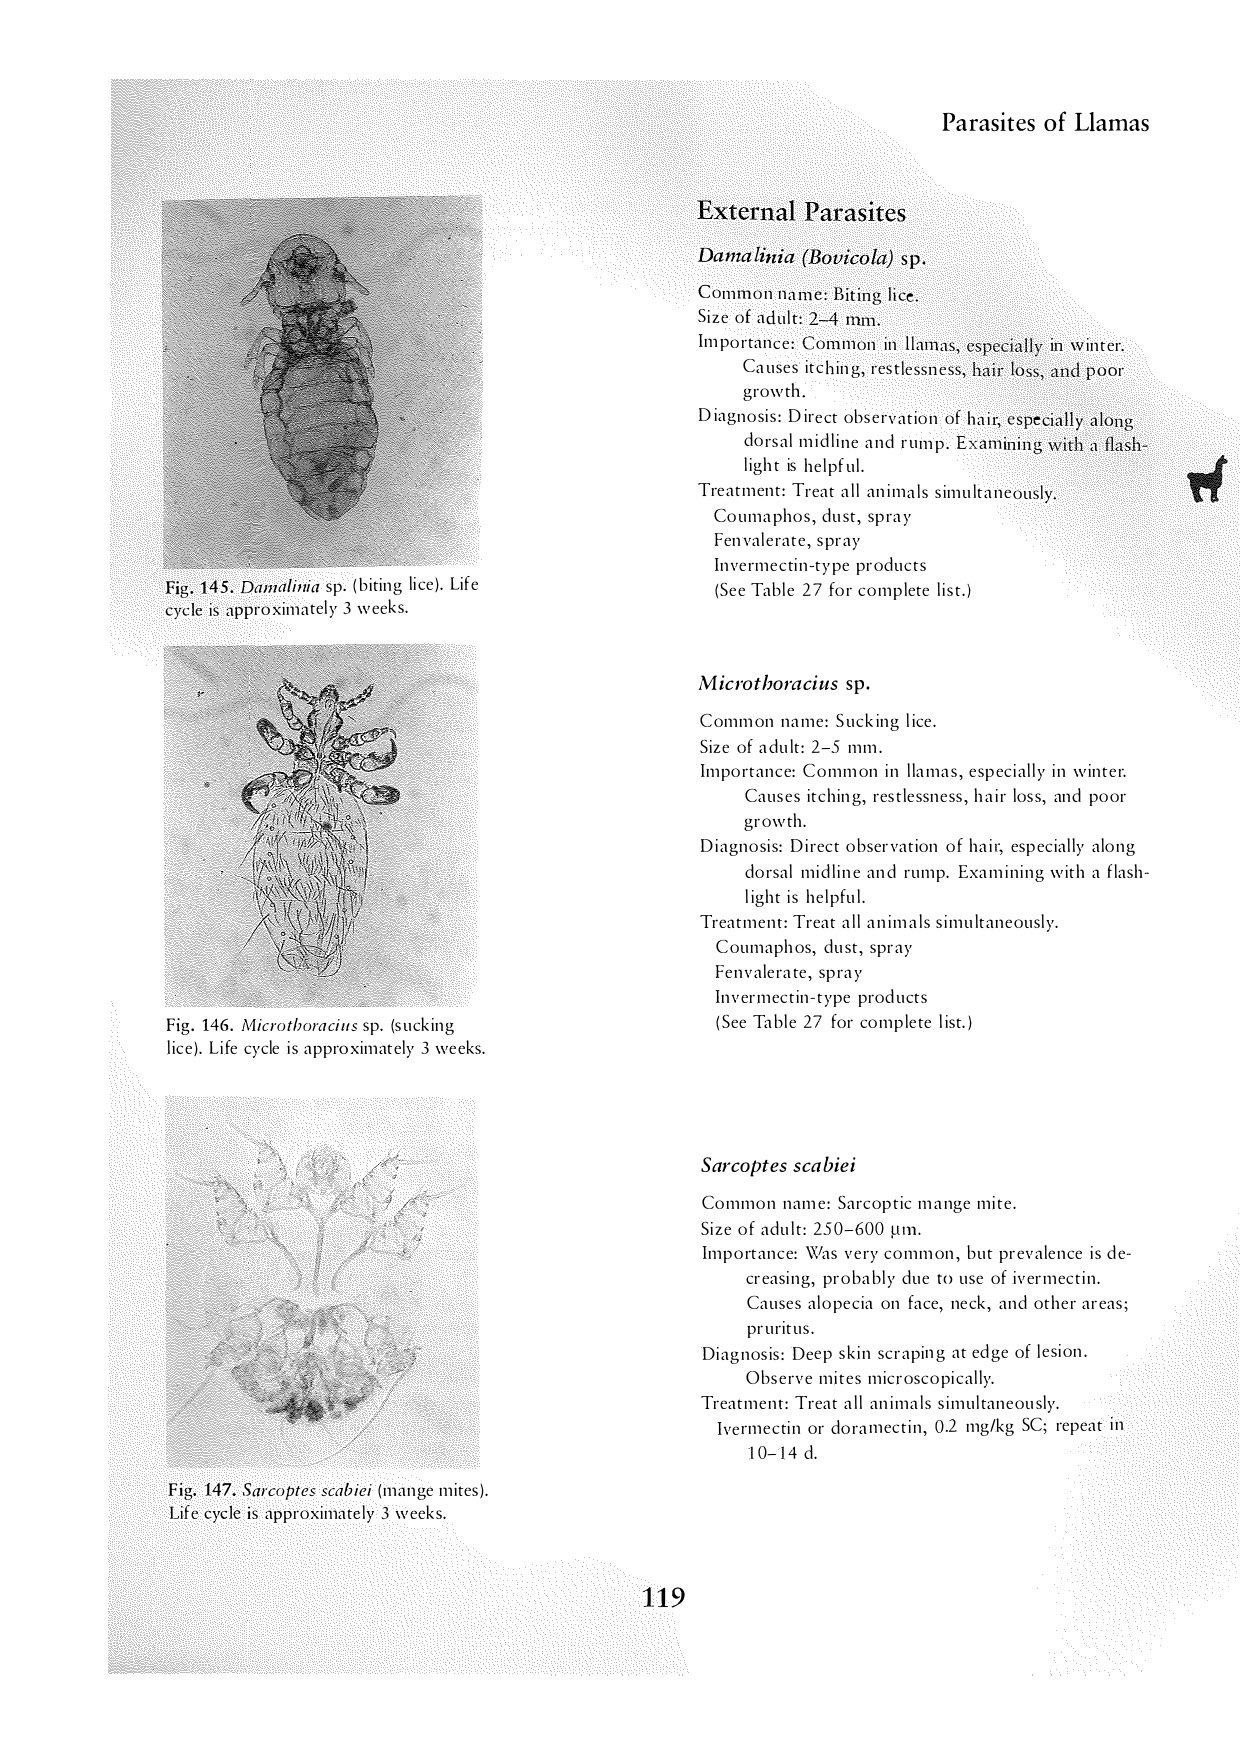 Parasites of Llamas
External Parasites
Damalinia (Bovicola) sp.
Common name: Biting lice.
Size of adult: 2–4 mm.
Importance: Common in llamas, especially in winter.
Causes itching, restlessness, hair loss, and poor
growth.
Diagnosis: Direct observation of hair, especially along
dorsal midline and rump. Examining with a flash-
light is helpful.
Treatment: Treat all animals simultaneously.
Coumaphos, dust, spray
Fenvalerate, spray
Invermectin-type products
(See Table 27 for complete list.)
Fig. 145. Damalinia sp. (biting lice). Life
cycle is approximately 3 weeks.
Microthoracius sp.
Common name: Sucking lice.
Size of adult: 2–5 mm.
Importance: Common in llamas, especially in winter.
Causes itching, restlessness, hair loss, and poor
growth.
Diagnosis: Direct observation of hair, especially along
dorsal midline and rump. Examining with a flash-
light is helpful.
Treatment: Treat all animals simultaneously.
Coumaphos, dust, spray
Fenvalerate, spray
Invermectin-type products
(See Table 27 for complete list.)
Fig. 146. Microthoracius sp. (sucking
lice). Life cycle is approximately 3 weeks.
Sarcoptes scabiei
Common name: Sarcoptic mange mite.
Size of adult: 250–600 µm.
Importance: Was very common, but prevalence is de-
creasing, probably due to use of ivermectin.
Causes alopecia on face, neck, and other areas;
pruritus.
Diagnosis: Deep skin scraping at edge of lesion.
Observe mites microscopically.
Treatment: Treat all animals simultaneously.
Ivermectin or doramectin, 0.2 mg/kg SC; repeat in
10–14 d.
Fig. 147. Sarcoptes scabiei (mange mites).
Life cycle is approximately 3 weeks.
119